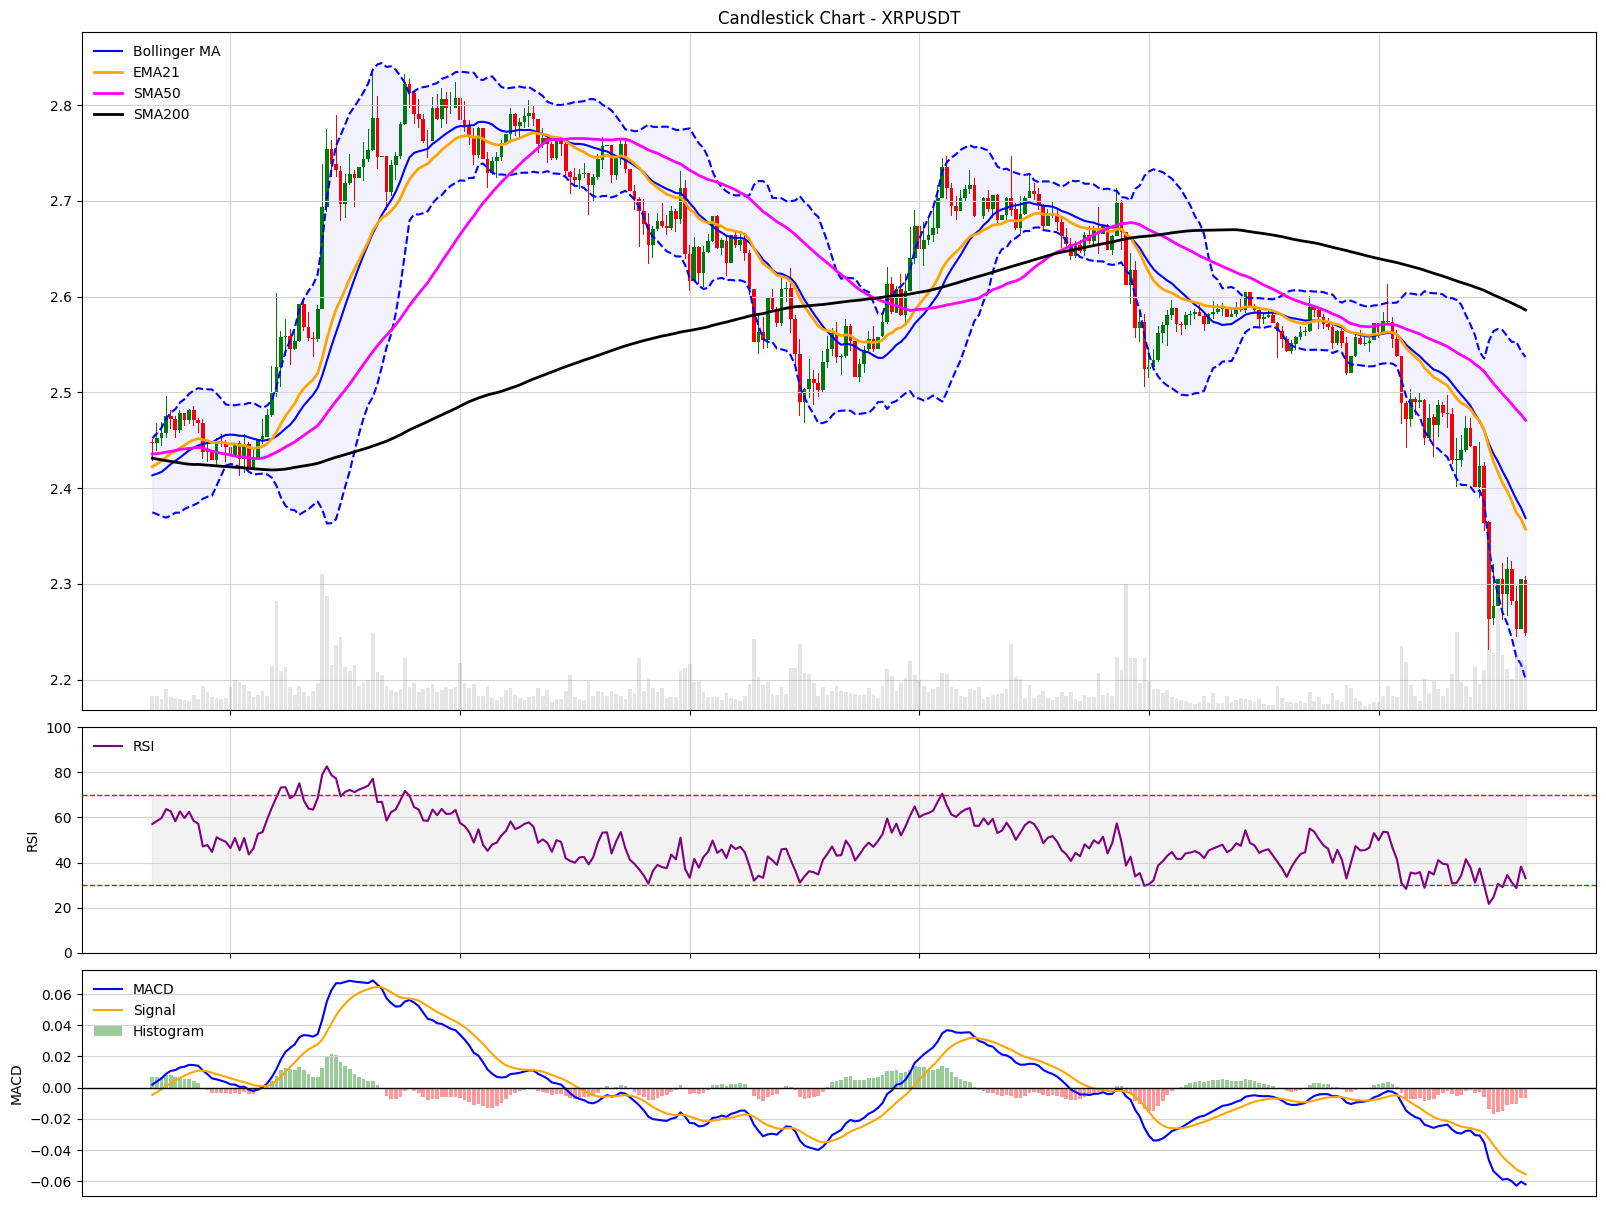 Candlestick Chart - XRPUSDT
Bollinger MA
EMA21
SMA50
SMA200
2.8
2.7
2.6
2.5
2.4
2.3
2.2
RSI
RSI
100
80
60
40
20
0
MACD
Signal
Histogram
MACD
0.06
0.04
0.02
0.00
−0.02
−0.04
−0.06